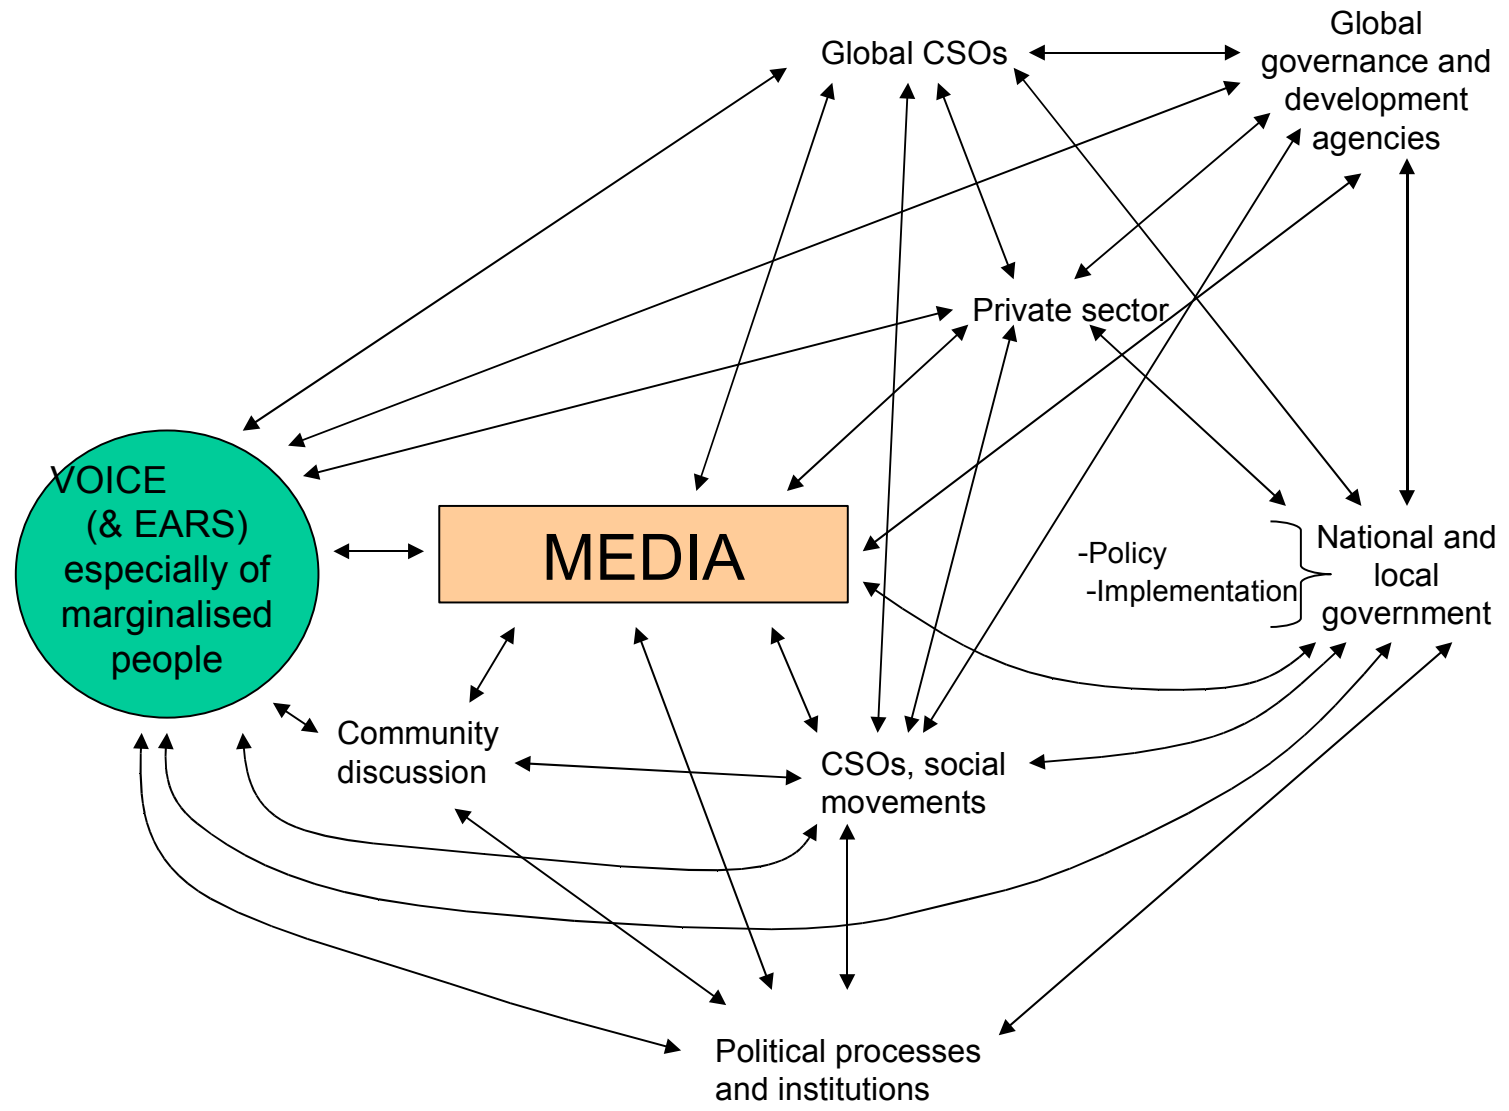 Global CSOs
Global
governance and
development
agencies
Private sector
VOICE
(& EARS)
especially of
marginalised
people
MEDIA
-Policy
-Implementation
National and
local
government
Community
discussion
CSOs, social
movements
Political processes
and institutions